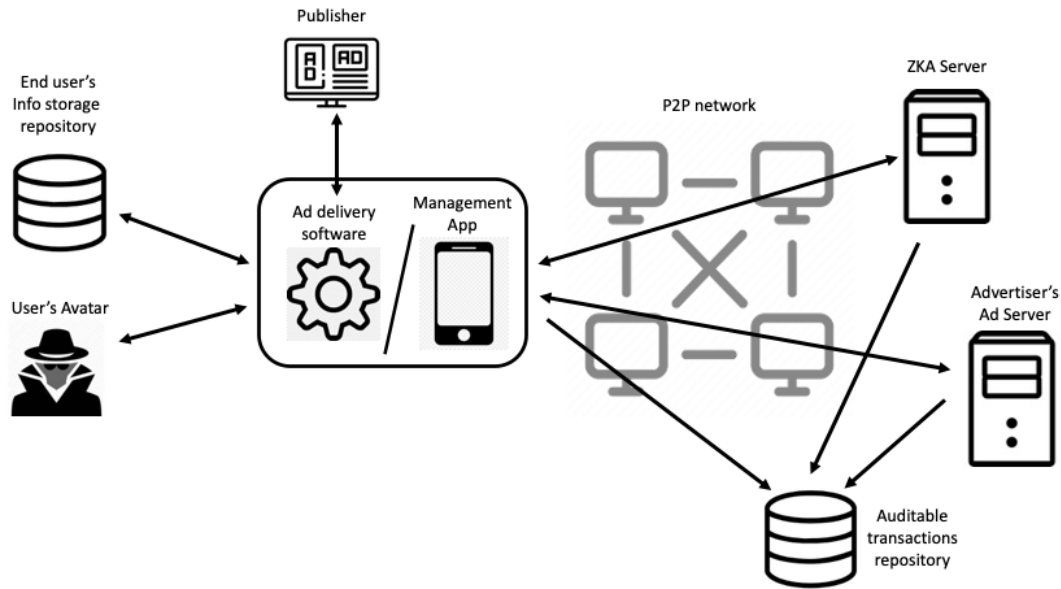 Publisher
AD
A
D
End user's
Info storage
repository
ZKA Server
P2P network
Ad delivery
software
Management
App
User's Avatar
Advertiser's
Ad Server
Auditable
transactions
repository